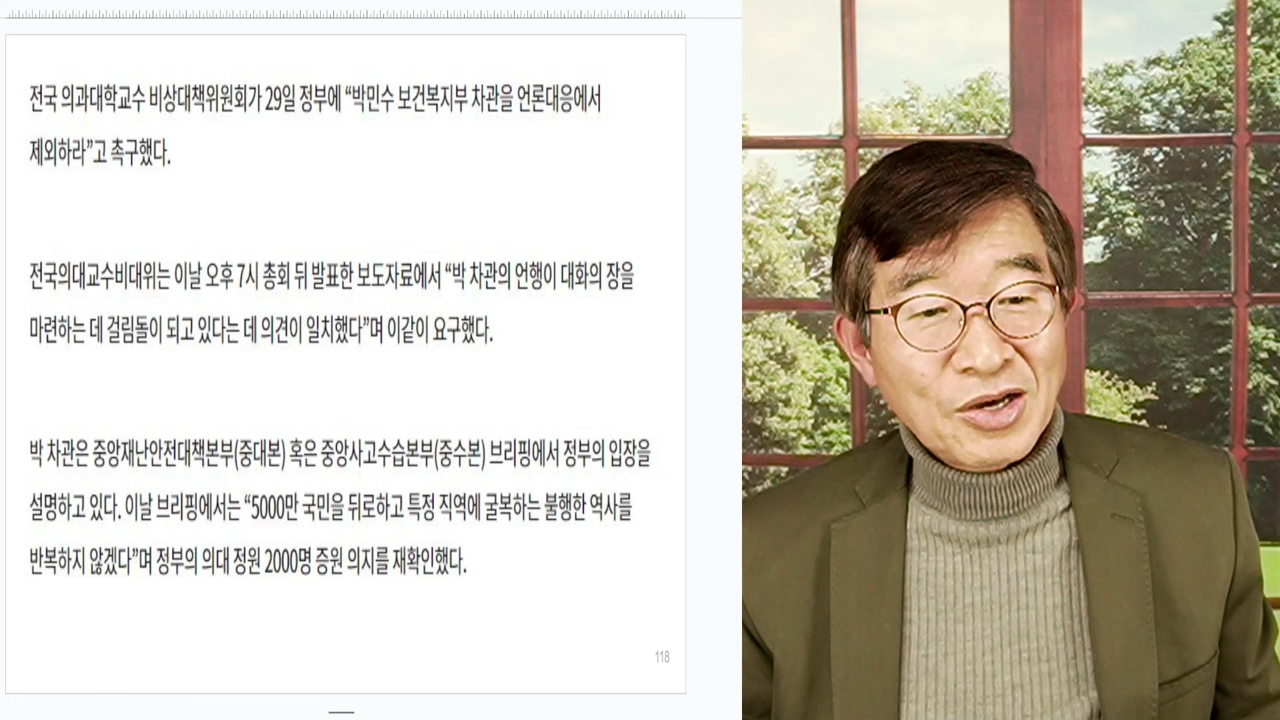 전국 의과대학교수 비상대책위원회가 29일 정부에 “박민수 보건복지부 차관을 언론대응에서
제외하라”고 촉구했다.
전국의대교수비대위는 이날 오후 7시 총회 뒤 발표한 보도자료에서 “박 차관의 언행이 대화의 장을
마련하는 데 걸림돌이 되고 있다는 데 의견이 일치했다”며 이같이 요구했다.
박 차관은 중앙재난안전대책본부(중대본) 혹은 중앙사고수습본부(중수본) 브리핑에서 정부의 입장을
설명하고 있다. 이날 브리핑에서는 “5000만 국민을 뒤로하고 특정 직역에 굴복하는 불행한 역사를
반복하지 않겠다”며 정부의 의대 정원 2000명 증원 의지를 재확인했다.
118